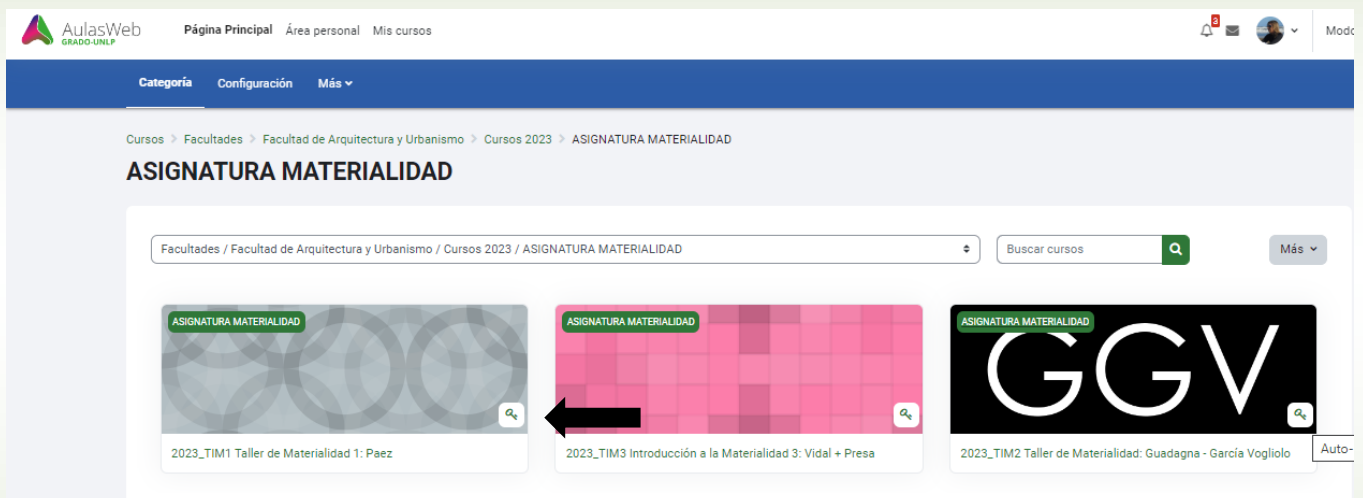 AulasWeb
GRADO-UNLP
Página Principal Área personal Mis cursos
3
Modo
Categoría Configuración Más
Cursos > Facultades > Facultad de Arquitectura y Urbanismo > Cursos 2023 > ASIGNATURA MATERIALIDAD
ASIGNATURA MATERIALIDAD
Facultades / Facultad de Arquitectura y Urbanismo / Cursos 2023 / ASIGNATURA MATERIALIDAD
Buscar cursos
Más
ASIGNATURA MATERIALIDAD
2023_TIM1 Taller de Materialidad 1: Paez
ASIGNATURA MATERIALIDAD
2023_TIM3 Introducción a la Materialidad 3: Vidal + Presa
ASIGNATURA MATERIALIDAD
GGV
2023_TIM2 Taller de Materialidad: Guadagna - García Vogliolo
Auto-